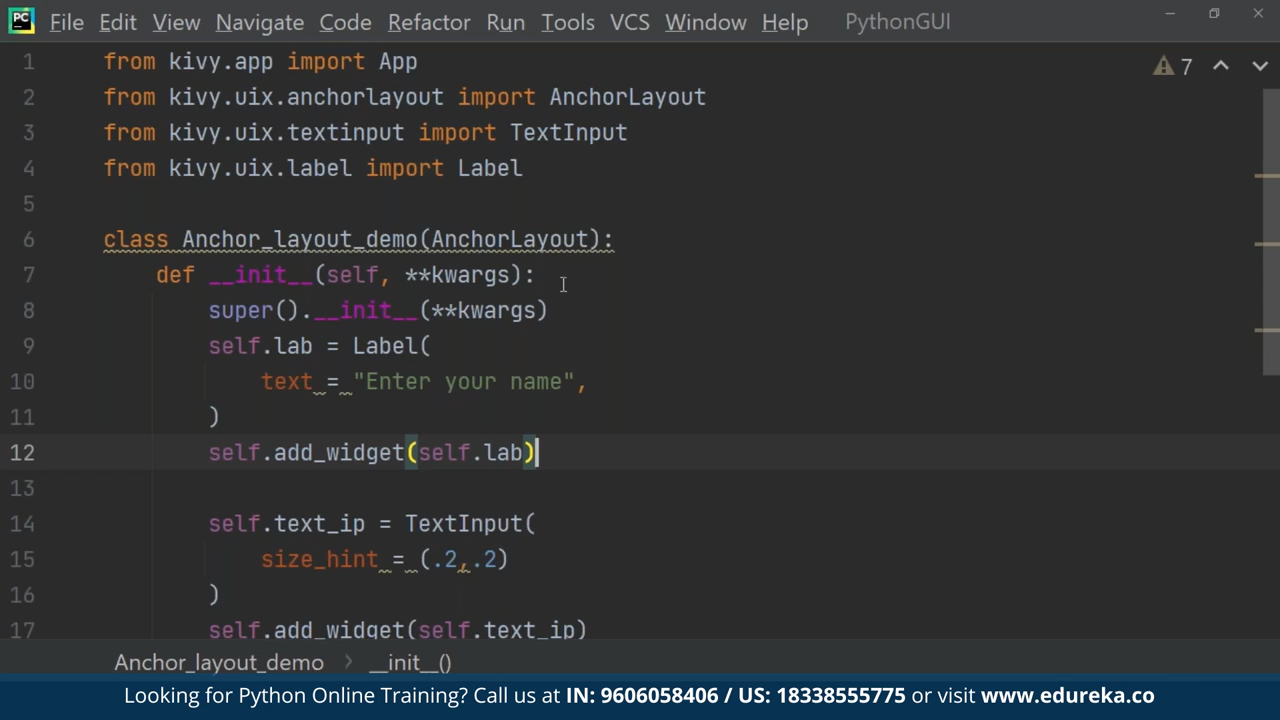 File Edit View Navigate Code Refactor Run Tools VCS Window Help PythonGUI
7
1 from kivy.app import App
2 from kivy.uix.anchorlayout import AnchorLayout
3 from kivy.uix.textinput import TextInput
4 from kivy.uix.label import Label
5
6 class Anchor_layout_demo(AnchorLayout):
7 def __init__(self, **kwargs):
8 super().__init__(**kwargs)
9 self.lab = Label(
10 text = "Enter your name",
11 )
12 self.add_widget(self.lab)
13
14 self.text_ip = TextInput(
15 size_hint = (.2,.2)
16 )
17 self.add_widget(self.text_ip)
Anchor_layout_demo › __init__()
Looking for Python Online Training? Call us at IN: 9606058406 / US: 18338555775 or visit www.edureka.co